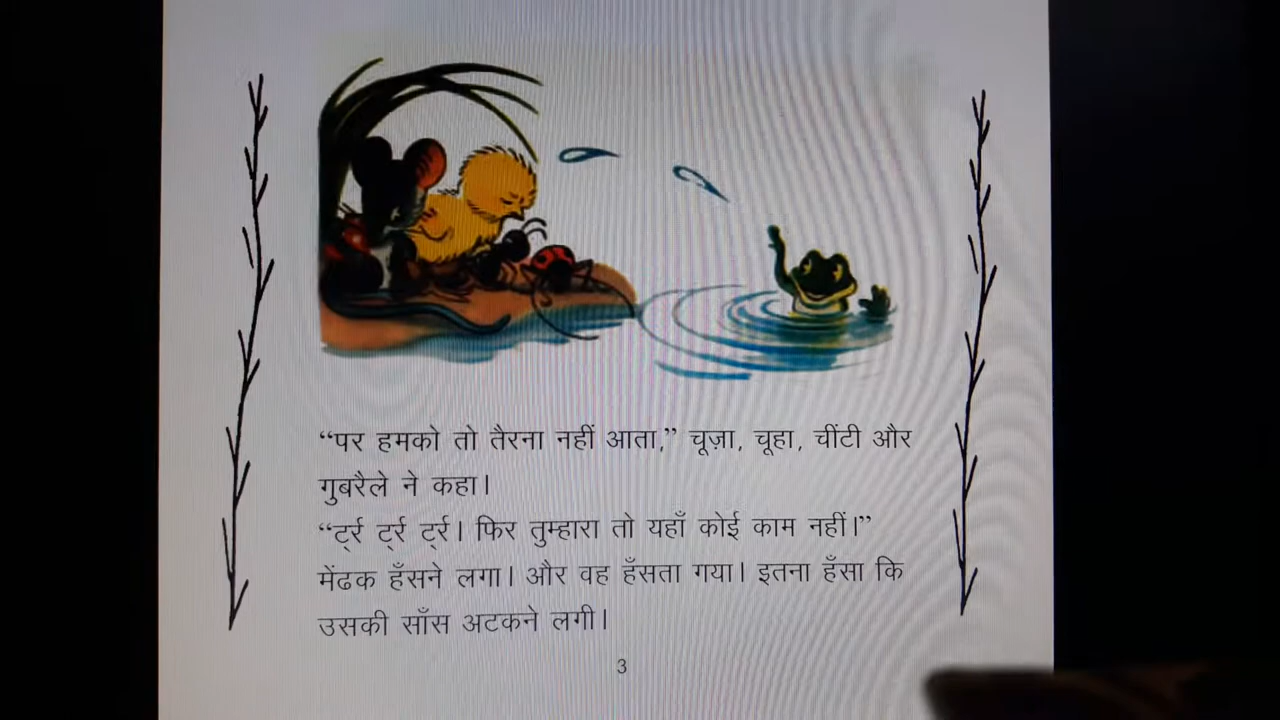 “पर हमको तो तैरना नहीं आता,” चूज़ा, चूहा, चींटी और
गुबरैले ने कहा।
“ट्र्र ट्र्र ट्र्र। फिर तुम्हारा तो यहाँ कोई काम नहीं।”
मेंढक हँसने लगा। और वह हँसता गया। इतना हँसा कि
उसकी साँस अटकने लगी।
3